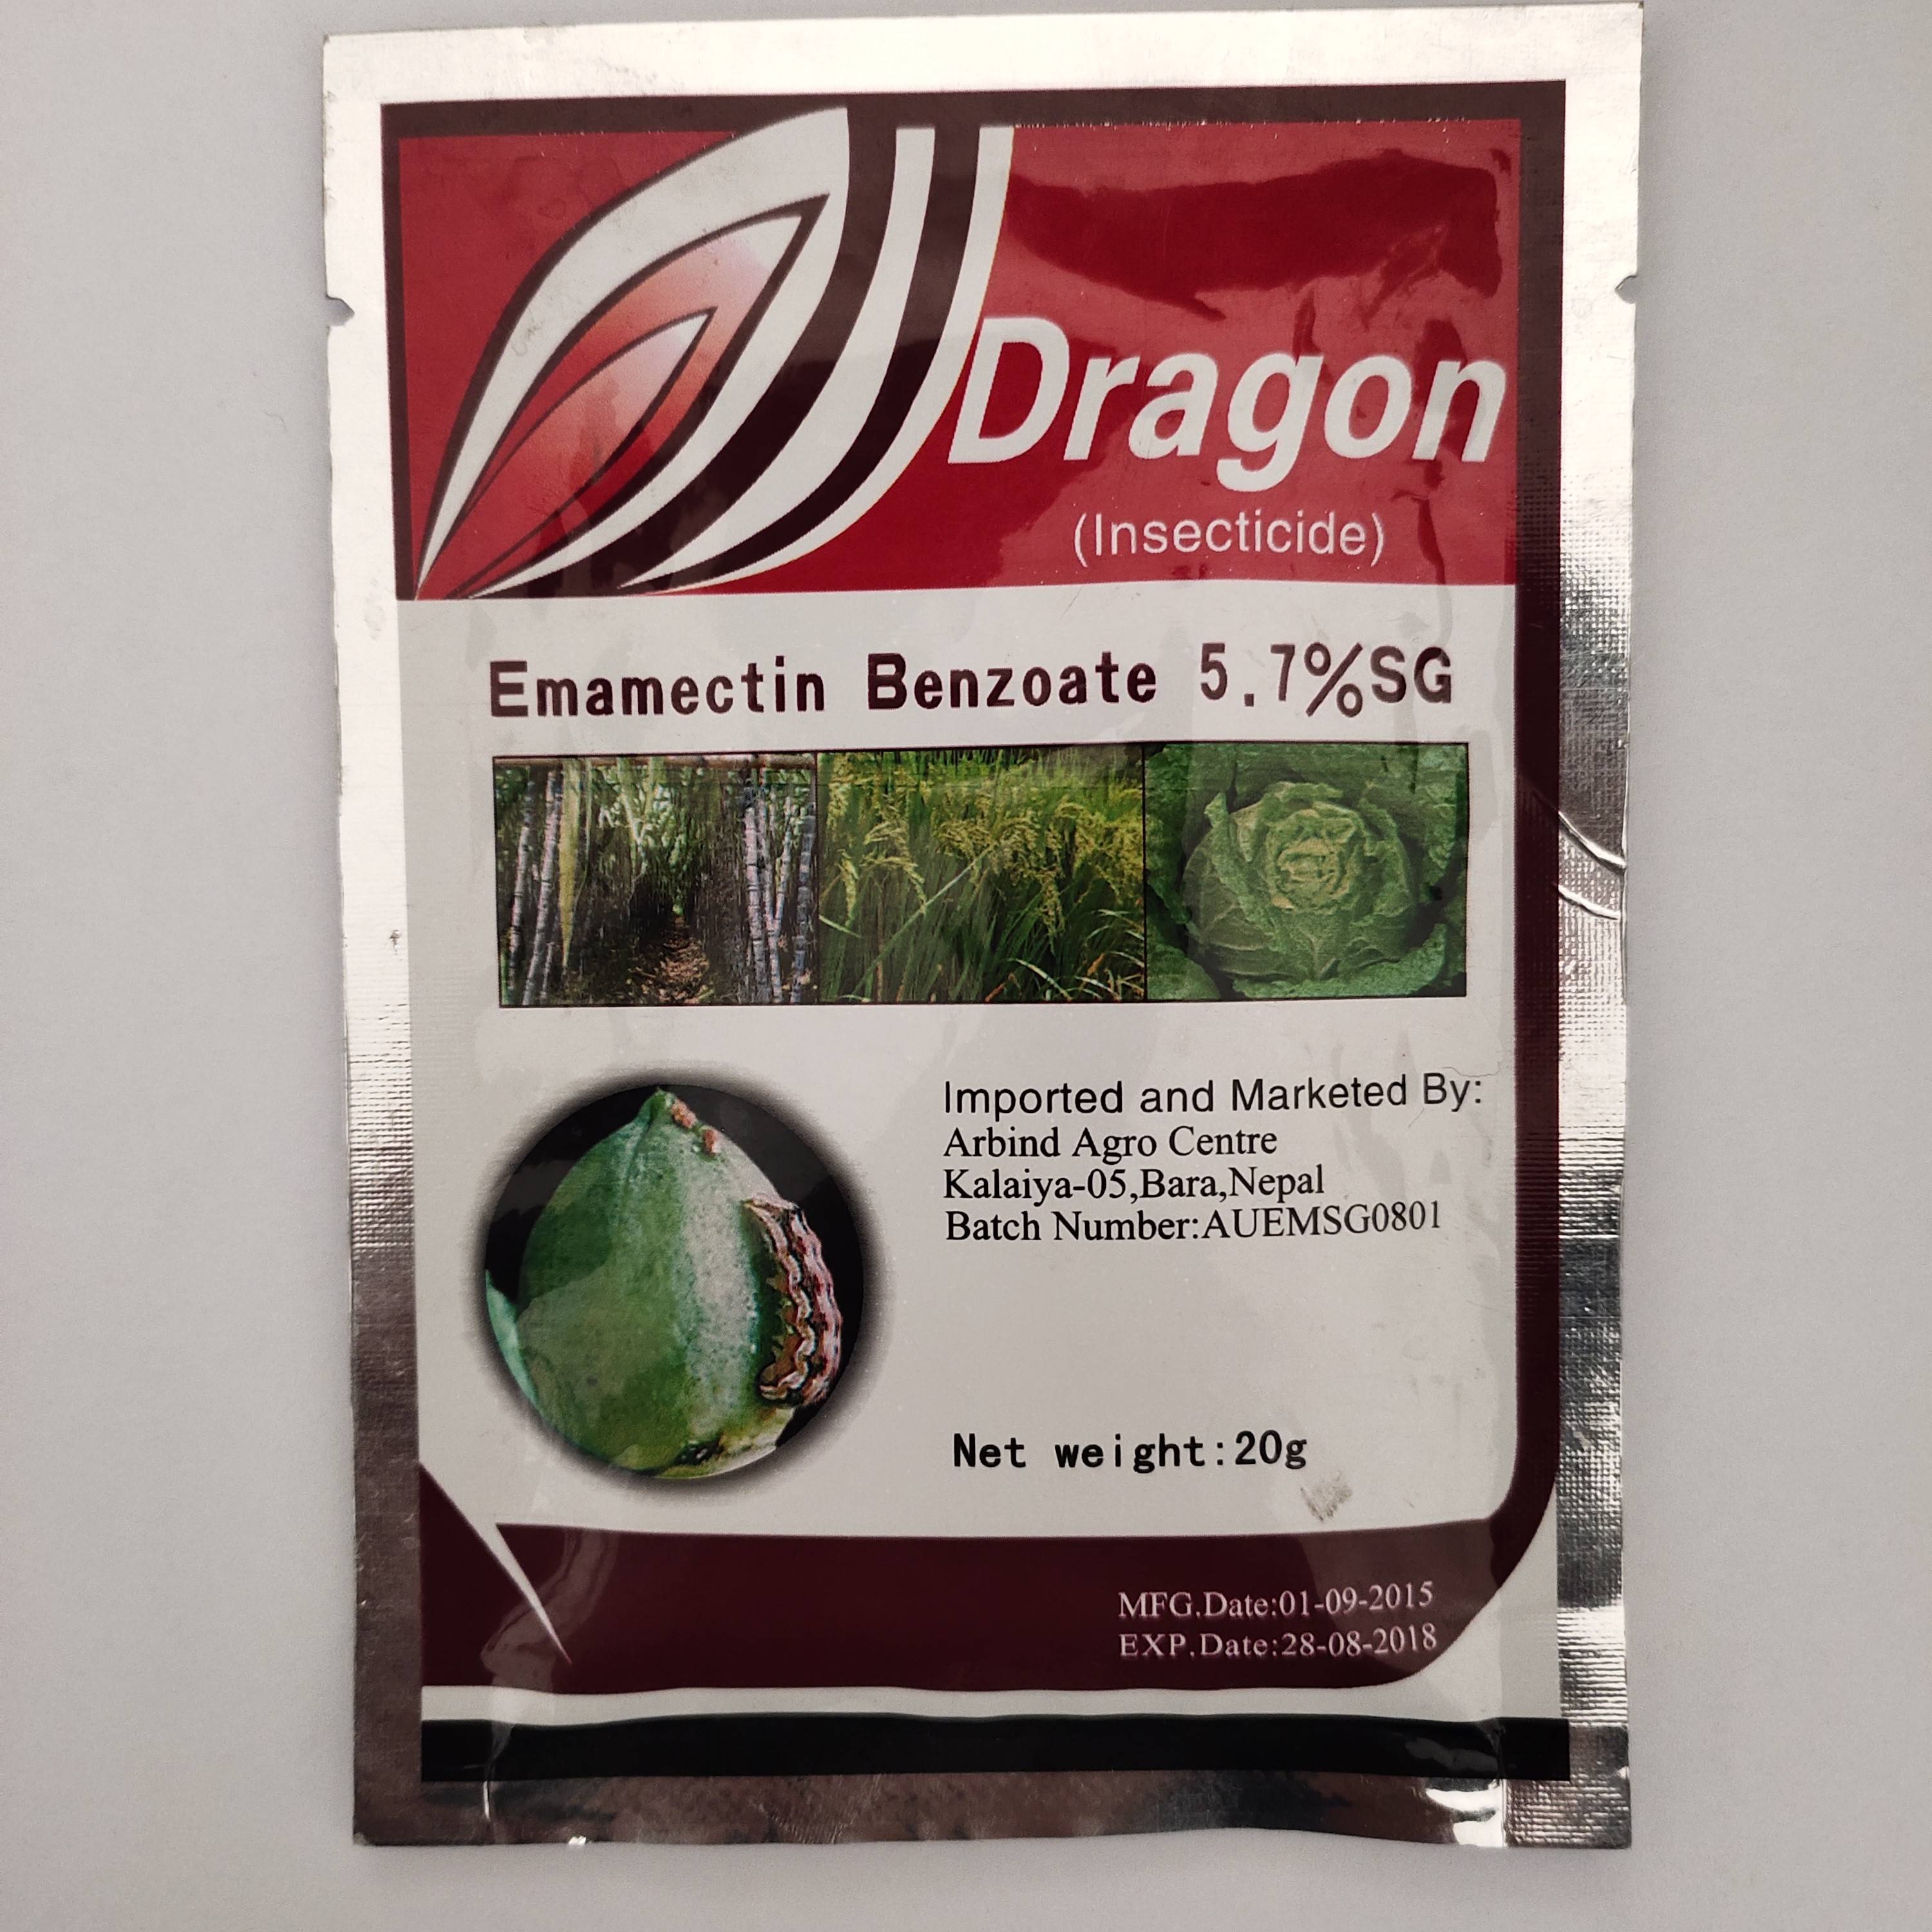 Dragon
(Insecticide)
Emamectin Benzoate 5.7%SG
Imported and Marketed By:
Arbind Agro Centre
Kalaiya-05,Bara,Nepal
Batch Number:AUEMSG0801
Net weight:20g
MFG.Date:01-09-2015
EXP.Date:28-08-2018